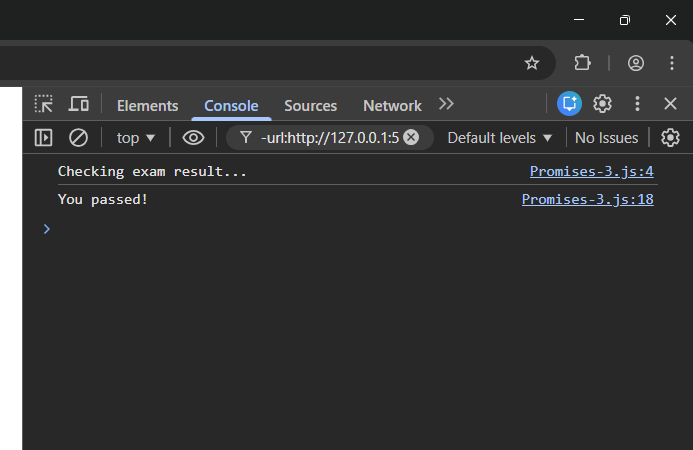 Elements Console Sources Network
top -url:http://127.0.0.1:5 Default levels No Issues
Checking exam result... Promises-3.js:4
You passed! Promises-3.js:18